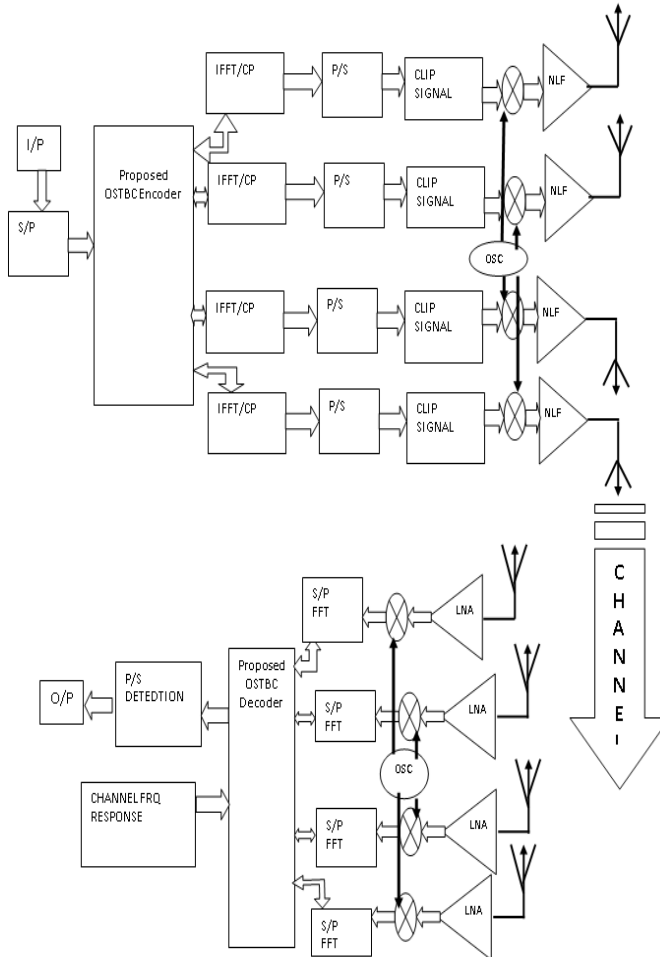 IFFT/CP
P/S
CLIP
SIGNAL
NLF
I/P
Proposed
OSTBC Encoder
IFFT/CP
P/S
CLIP
SIGNAL
NLF
S/P
OSC
IFFT/CP
P/S
CLIP
SIGNAL
NLF
IFFT/CP
P/S
CLIP
SIGNAL
NLF
CHANNEL
S/P
FFT
LNA
Proposed
OSTBC
Decoder
O/P
P/S
DETEDTION
S/P
FFT
LNA
OSC
CHANNEL FRQ
RESPONSE
S/P
FFT
LNA
S/P
FFT
LNA